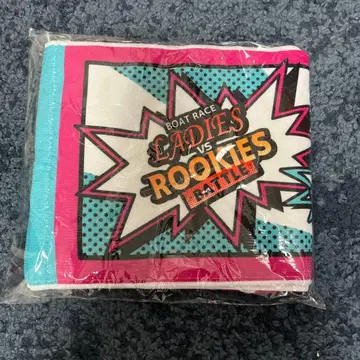 BOAT RACE
LADIES
VS
ROOKIES
BATTLE